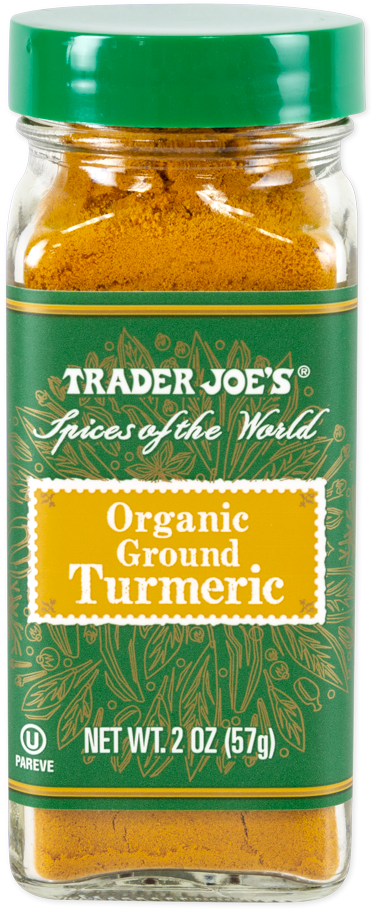 TRADER JOE'S®
Spices of the World
Organic
Ground
Turmeric
U
PAREVE
NET WT. 2 OZ (57g)